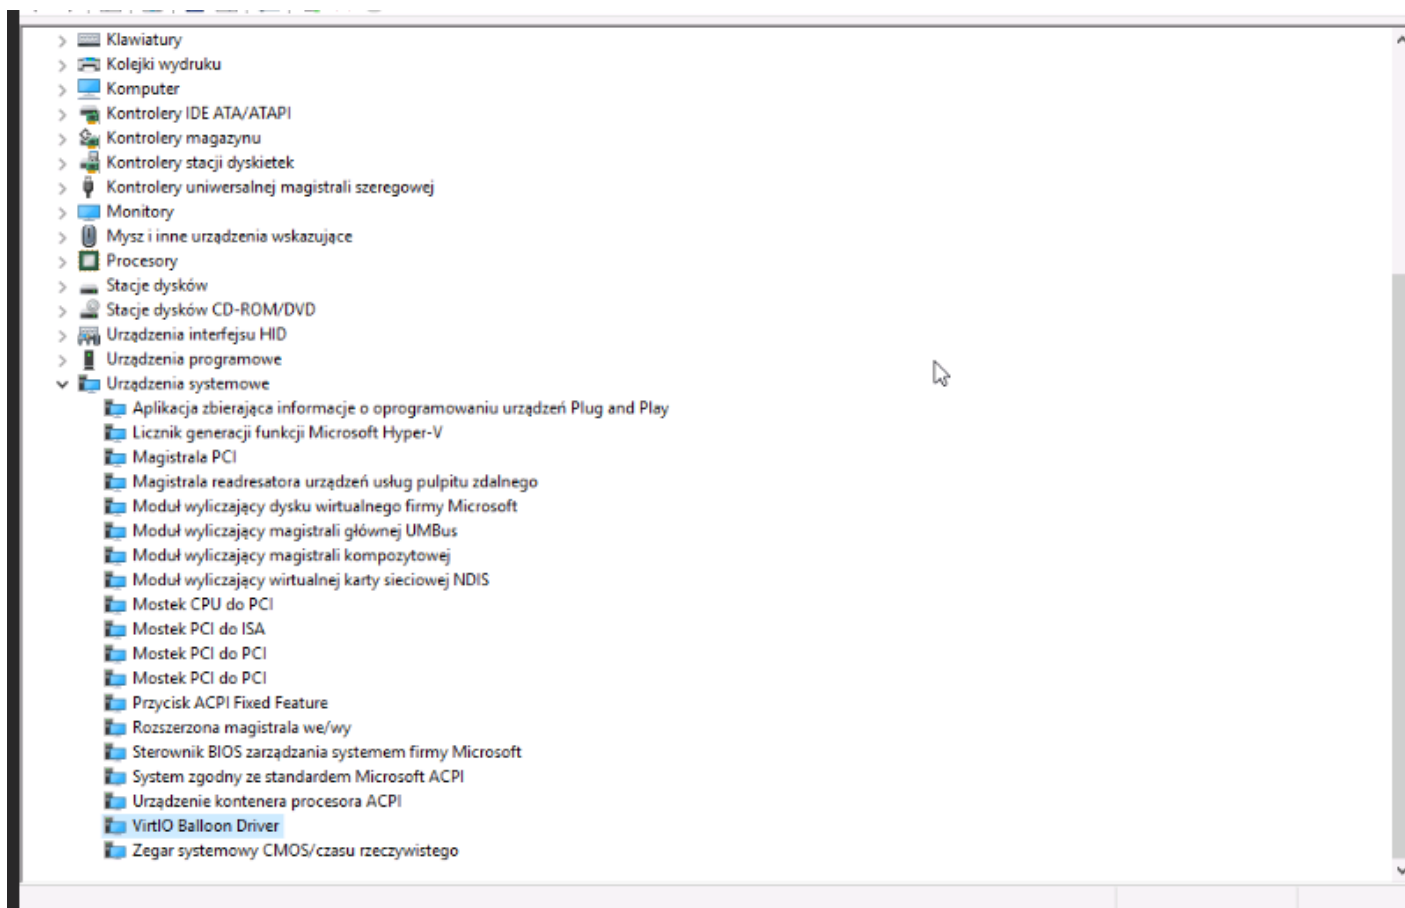 Klawiatury
Kolejki wydruku
Komputer
Kontrolery IDE ATA/ATAPI
Kontrolery magazynu
Kontrolery stacji dyskietek
Kontrolery uniwersalnej magistrali szeregowej
Monitory
Mysz i inne urządzenia wskazujące
Procesory
Stacje dysków
Stacje dysków CD-ROM/DVD
Urządzenia interfejsu HID
Urządzenia programowe
Urządzenia systemowe
Aplikacja zbierająca informacje o oprogramowaniu urządzeń Plug and Play
Licznik generacji funkcji Microsoft Hyper-V
Magistrala PCI
Magistrala readresatora urządzeń usług pulpitu zdalnego
Moduł wyliczający dysku wirtualnego firmy Microsoft
Moduł wyliczający magistrali głównej UMBus
Moduł wyliczający magistrali kompozytowej
Moduł wyliczający wirtualnej karty sieciowej NDIS
Mostek CPU do PCI
Mostek PCI do ISA
Mostek PCI do PCI
Mostek PCI do PCI
Przycisk ACPI Fixed Feature
Rozszerzona magistrala we/wy
Sterownik BIOS zarządzania systemem firmy Microsoft
System zgodny ze standardem Microsoft ACPI
Urządzenie kontenera procesora ACPI
VirtIO Balloon Driver
Zegar systemowy CMOS/czasu rzeczywistego